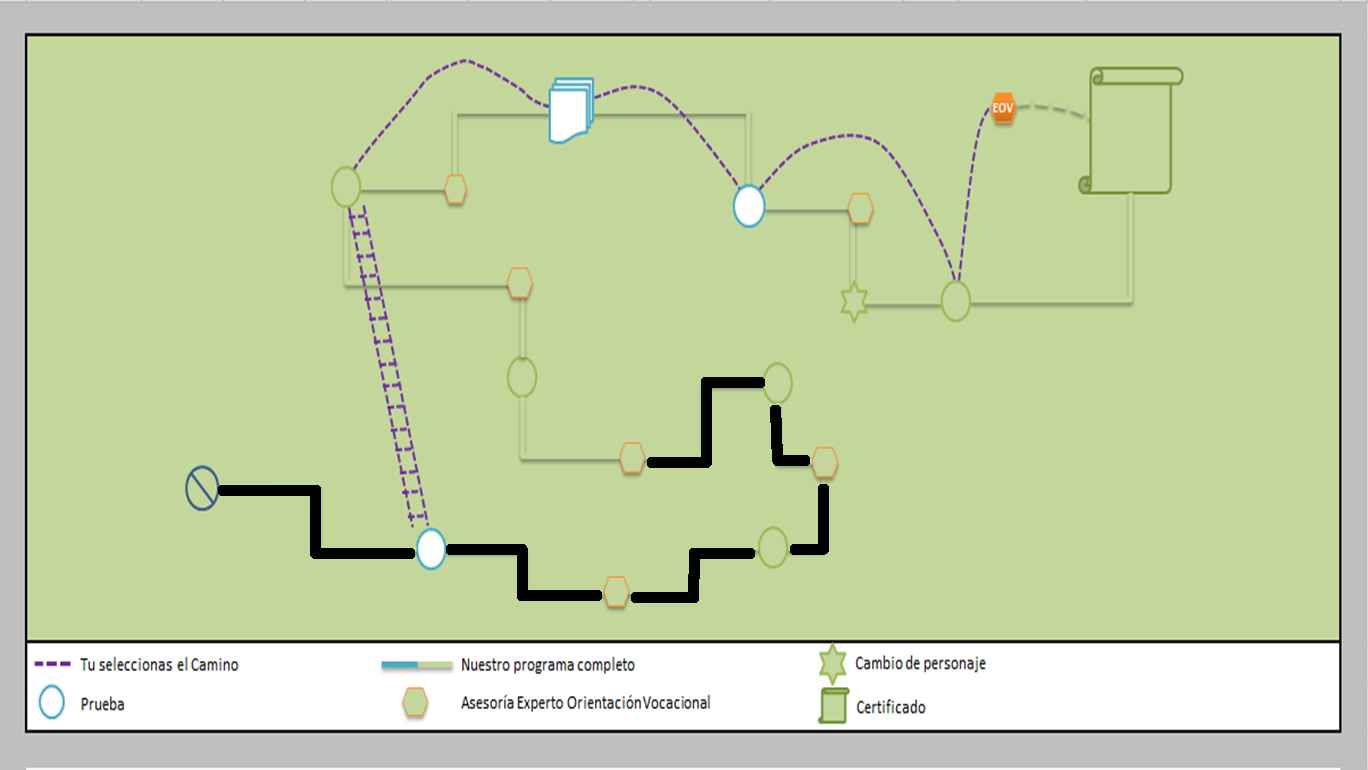 EOV
Tu seleccionas el Camino
Nuestro programa completo
Cambio de personaje
Prueba
Asesoría Experto Orientación Vocacional
Certificado